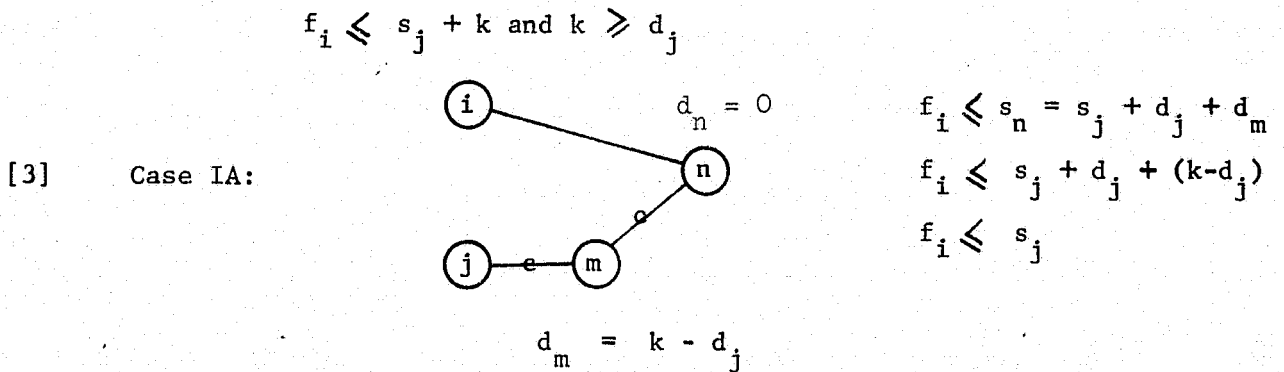 f_i ⩽ s_j + k and k ⩾ d_j
i
d_n = 0
f_i ⩽ s_n = s_j + d_j + d_m
[3] Case IA:
n
f_i ⩽ s_j + d_j + (k-d_j)
c
f_i ⩽ s_j
j e m
d_m = k - d_j